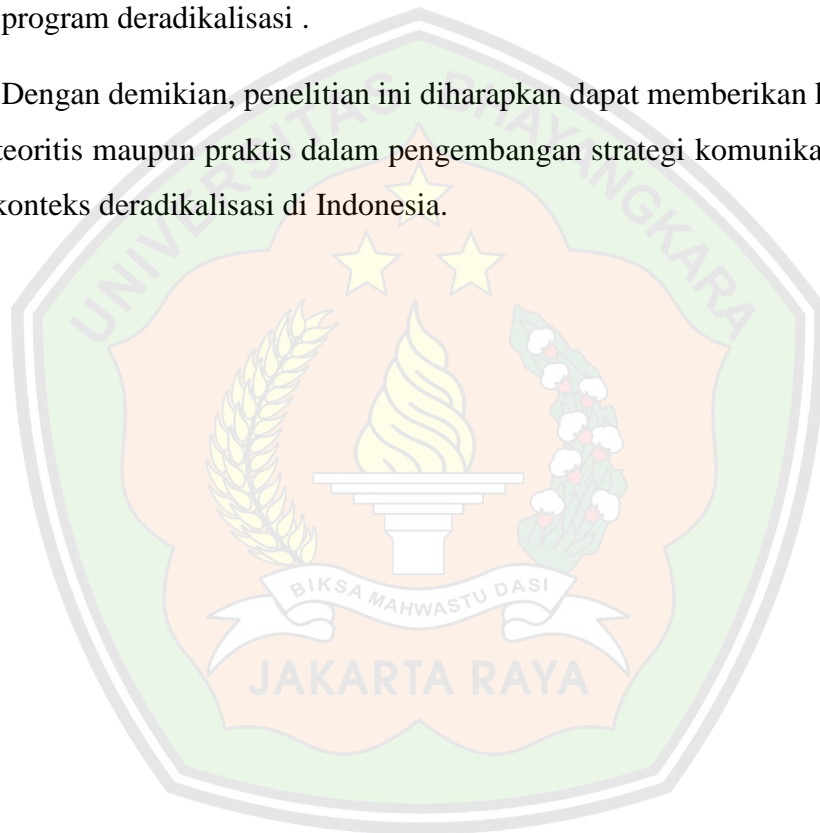 program deradikalisasi .
Dengan demikian, penelitian ini diharapkan dapat memberikan
teoritis maupun praktis dalam pengembangan strategi
konteks deradikalisasi di Indonesia.
UNIVERSITAS BHAYANGKARA
BIKSA MAHWASTU DASI
JAKARTA RAYA